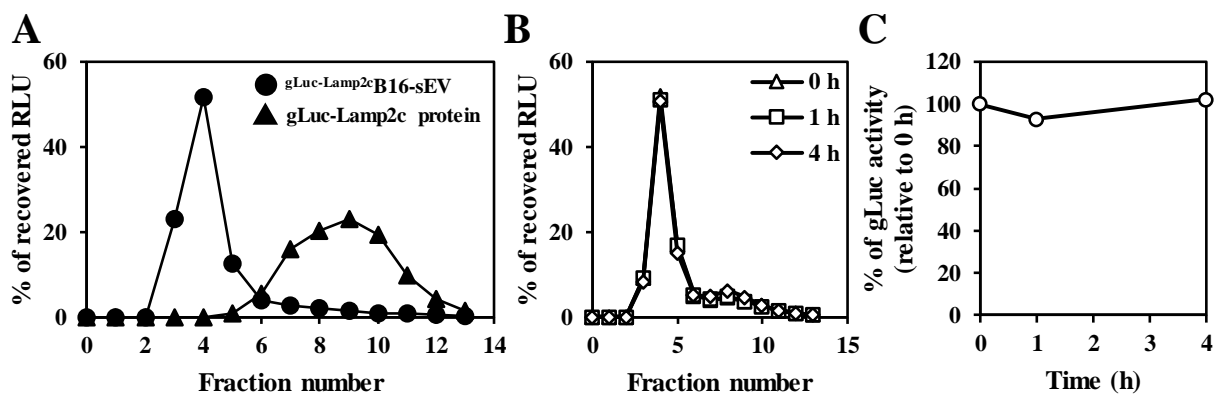 A
% of recovered RLU
60
40
20
0
gLuc-Lamp2cB16-sEV
gLuc-Lamp2c protein
0 2 4 6 8 10 12 14
Fraction number
B
% of recovered RLU
60
40
20
0
0 h
1 h
4 h
0 5 10 15
Fraction number
C
% of gLuc activity
(relative to 0 h)
120
100
80
60
40
20
0
0 1 2 3 4
Time (h)